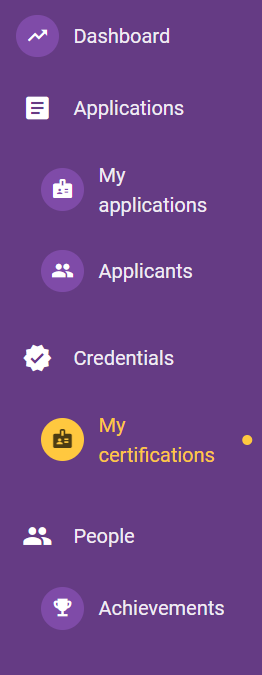 Dashboard
Applications
My
applications
Applicants
Credentials
My
certifications
People
Achievements